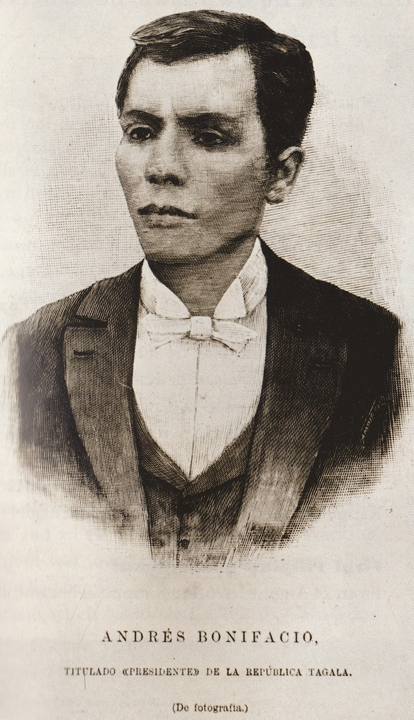 ANDRÉS BONIFACIO,
TITULADO «PRESIDENTE» DE LA REPÚBLICA TAGALA.
(De fotografía.)